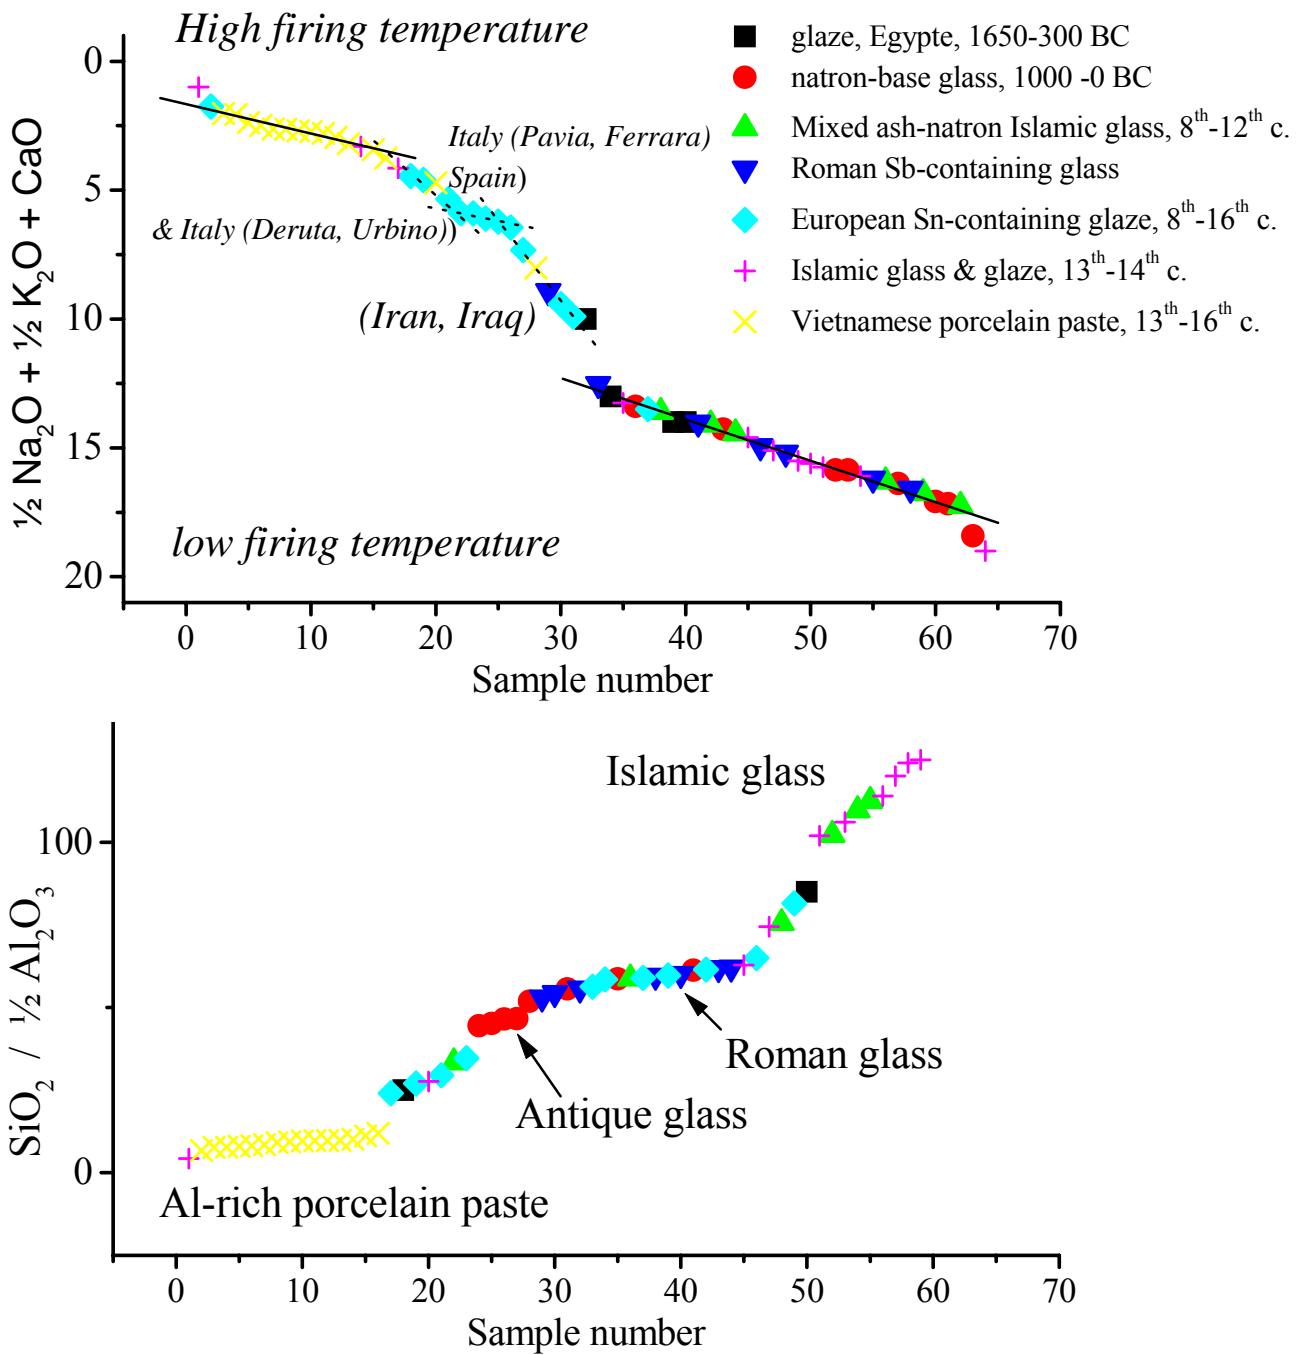 High firing temperature
glaze, Egypte, 1650-300 BC
natron-base glass, 1000 -0 BC
Mixed ash-natron Islamic glass, 8th-12th c.
Roman Sb-containing glass
European Sn-containing glaze, 8th-16th c.
Islamic glass & glaze, 13th-14th c.
Vietnamese porcelain paste, 13th-16th c.
Italy (Pavia, Ferrara)
Spain)
& Italy (Deruta, Urbino))
(Iran, Iraq)
low firing temperature
½ Na2O + ½ K2O + CaO
0
5
10
15
20
0 10 20 30 40 50 60 70
Sample number
Islamic glass
Roman glass
Antique glass
Al-rich porcelain paste
SiO2 / ½ Al2O3
100
0
0 10 20 30 40 50 60 70
Sample number